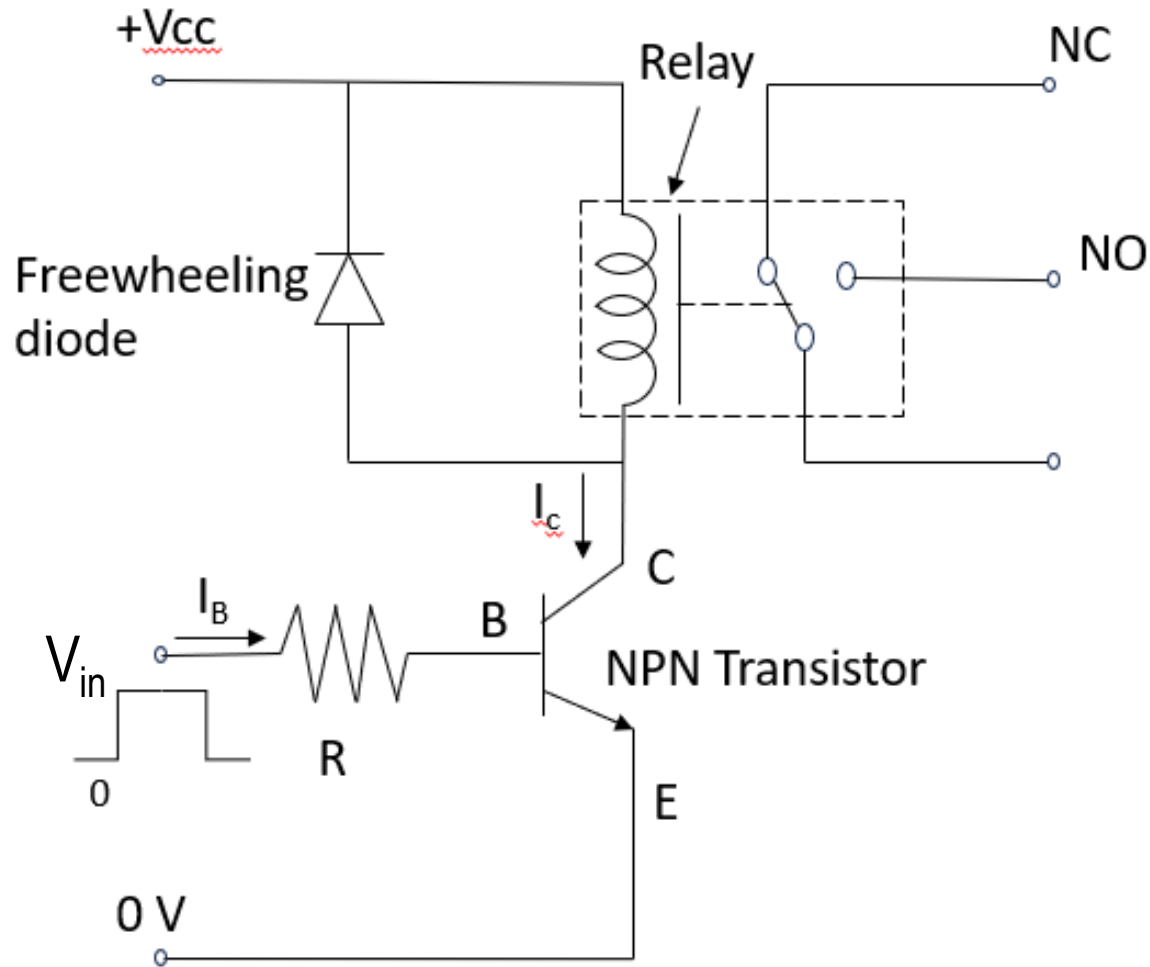 +Vcc
Relay
NC
NO
Freewheeling
diode
Ic
C
IB
B
Vin
NPN Transistor
R
0
E
0 V